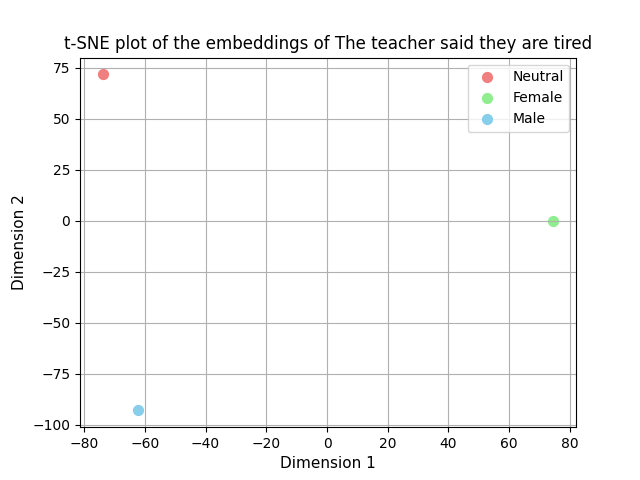 t-SNE plot of the embeddings of The teacher said they are tired
Neutral
Female
Male
75
50
25
0
−25
−50
−75
−100
Dimension 2
−80
−60
−40
−20
0
20
40
60
80
Dimension 1